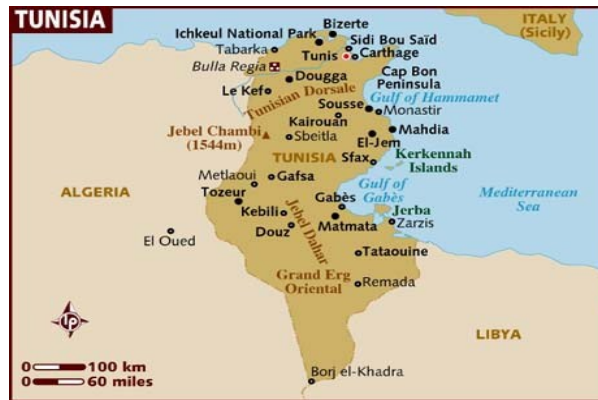 TUNISIA
ITALY
(Sicily)
Bizerte
Ichkeul National Park
Sidi Bou Saïd
Tabarka
Tunis
Carthage
Bulla Regia
Dougga
Cap Bon
Peninsula
Le Kef
Tunisian Dorsale
Gulf of Hammamet
Sousse
Monastir
Kairouan
Jebel Chambi
(1544m)
Sbeitla
Mahdia
El-Jem
TUNISIA
Sfax
Kerkennah
Islands
Metlaoui
Gafsa
ALGERIA
Tozeur
Gulf of
Gabès
Mediterranean
Sea
Gabès
Kebili
Jerba
Zarzis
Douz
Matmata
El Oued
Jebel Dahar
Tataouine
Grand Erg
Oriental
Remada
lp
LIBYA
0 100 km
0 60 miles
Borj el-Khadra